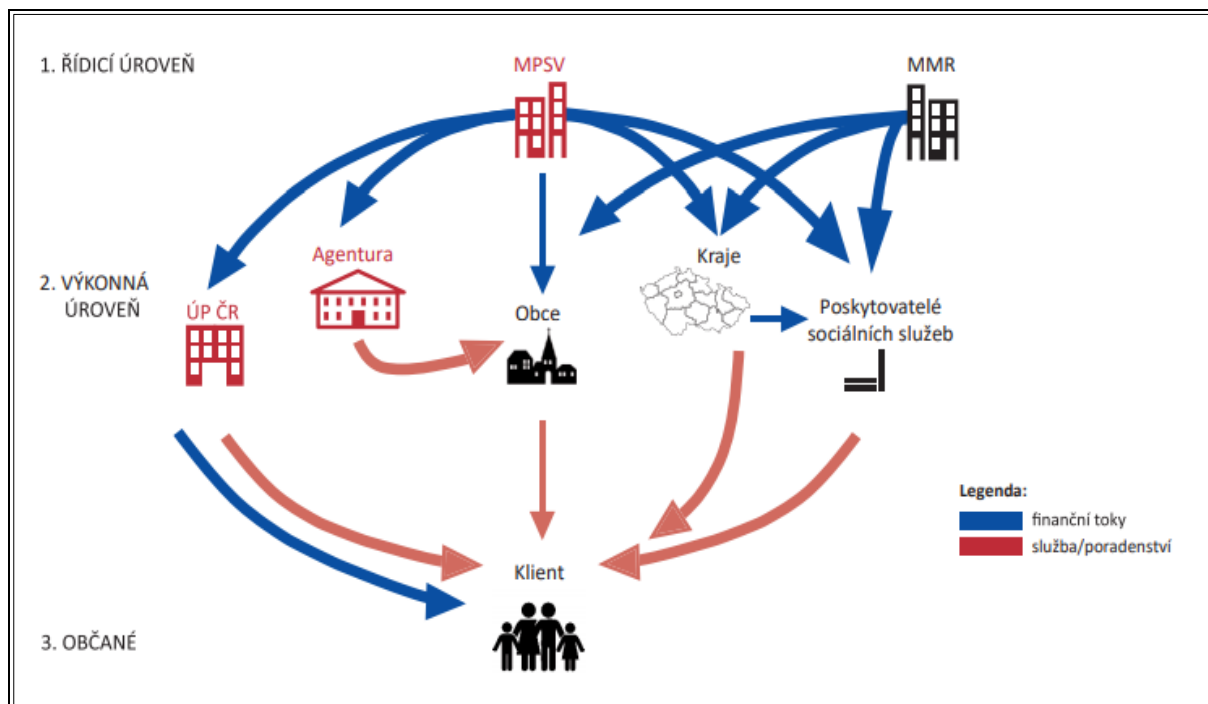 1. ŘÍDICÍ ÚROVEŇ
MPSV
MMR
Agentura
Kraje
2. VÝKONNÁ
ÚROVEŇ
ÚP ČR
Obce
Poskytovatelé
sociálních služeb
Legenda:
finanční toky
služba/poradenství
Klient
3. OBČANÉ